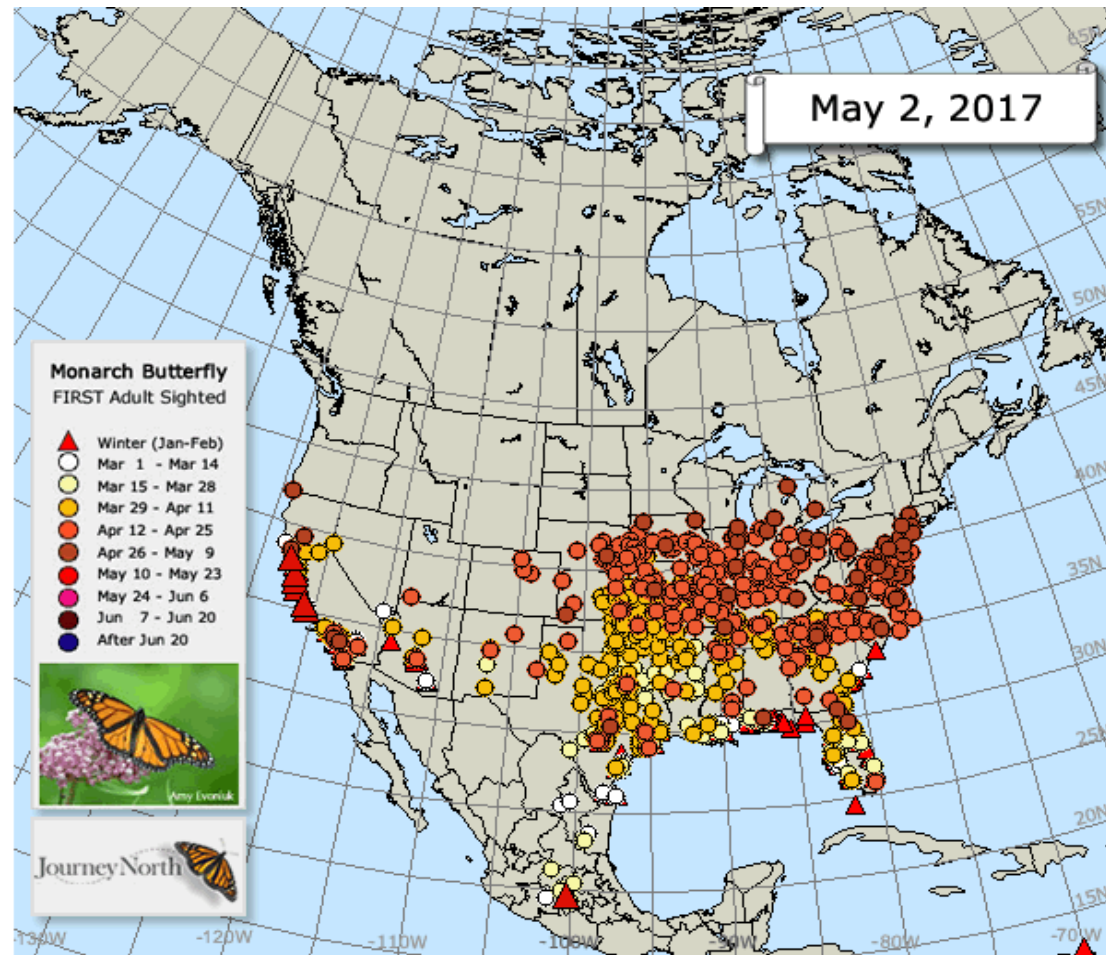 65N
May 2, 2017
55N
50N
45N
40N
35N
30N
25N
20N
15N
Monarch Butterfly
FIRST Adult Sighted
Winter (Jan-Feb)
Mar 1 - Mar 14
Mar 15 - Mar 28
Mar 29 - Apr 11
Apr 12 - Apr 25
Apr 26 - May 9
May 10 - May 23
May 24 - Jun 6
Jun 7 - Jun 20
After Jun 20
Amy Evoniuk
Journey North
-130W -120W -110W -100W -90W -80W -70W